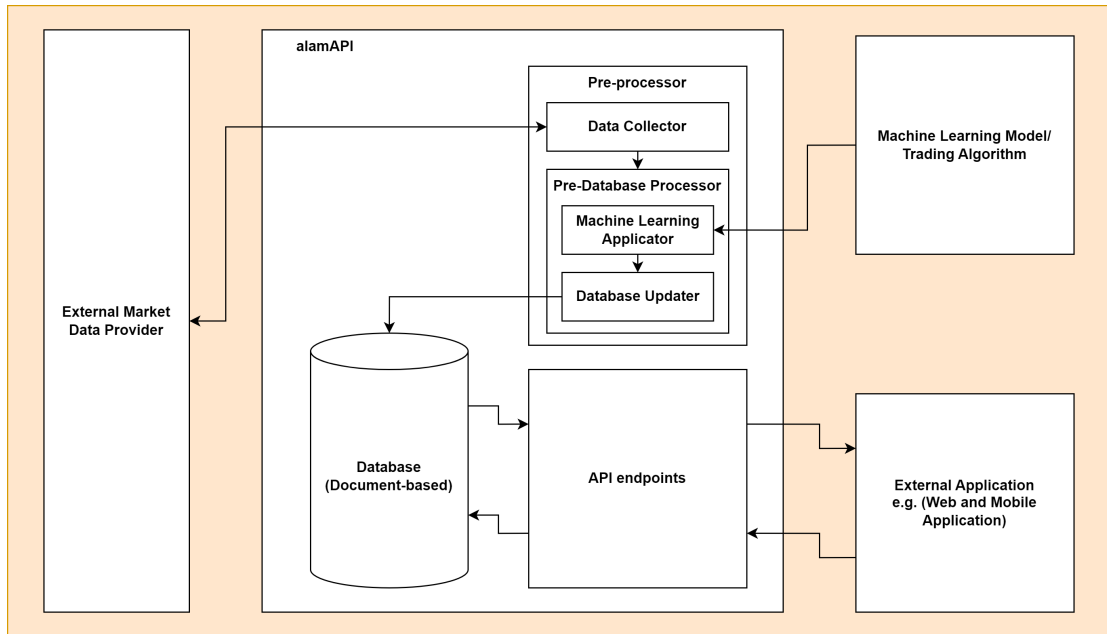 alamAPI
Pre-processor
Data Collector
Pre-Database Processor
Machine Learning
Applicator
Database Updater
Machine Learning Model/
Trading Algorithm
External Market
Data Provider
Database
(Document-based)
API endpoints
External Application
e.g. (Web and Mobile
Application)